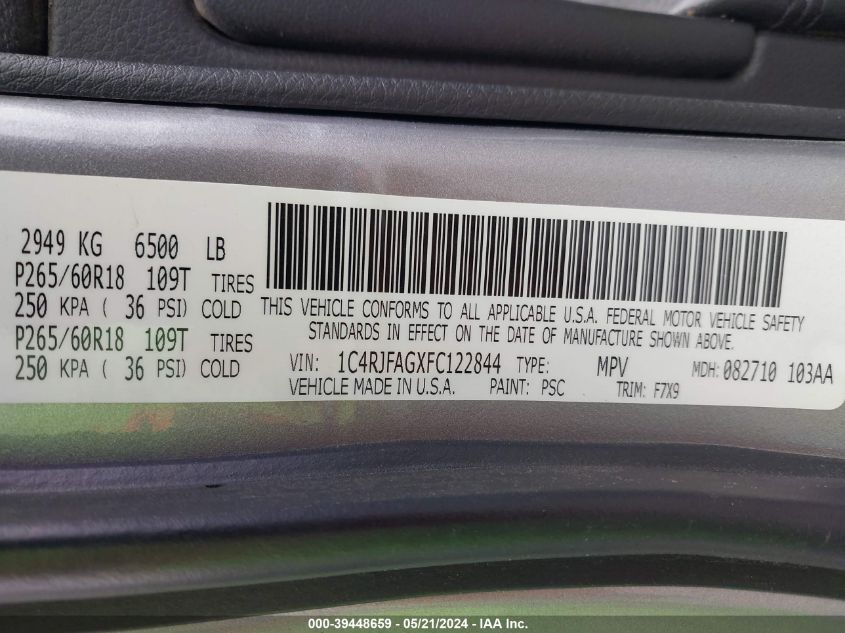 2949 KG 6500 LB
P265/60R18 109T TIRES
250 KPA ( 36 PSI) COLD
P265/60R18 109T TIRES
250 KPA ( 36 PSI) COLD
THIS VEHICLE CONFORMS TO ALL APPLICABLE U.S.A. FEDERAL MOTOR VEHICLE SAFETY
STANDARDS IN EFFECT ON THE DATE OF MANUFACTURE SHOWN ABOVE.
VIN: 1C4RJFAGXFC122844 TYPE: MPV MDH: 082710 103AA
VEHICLE MADE IN U.S.A. PAINT: PSC TRIM: F7X9
000-39448659 - 05/21/2024 - IAA Inc.